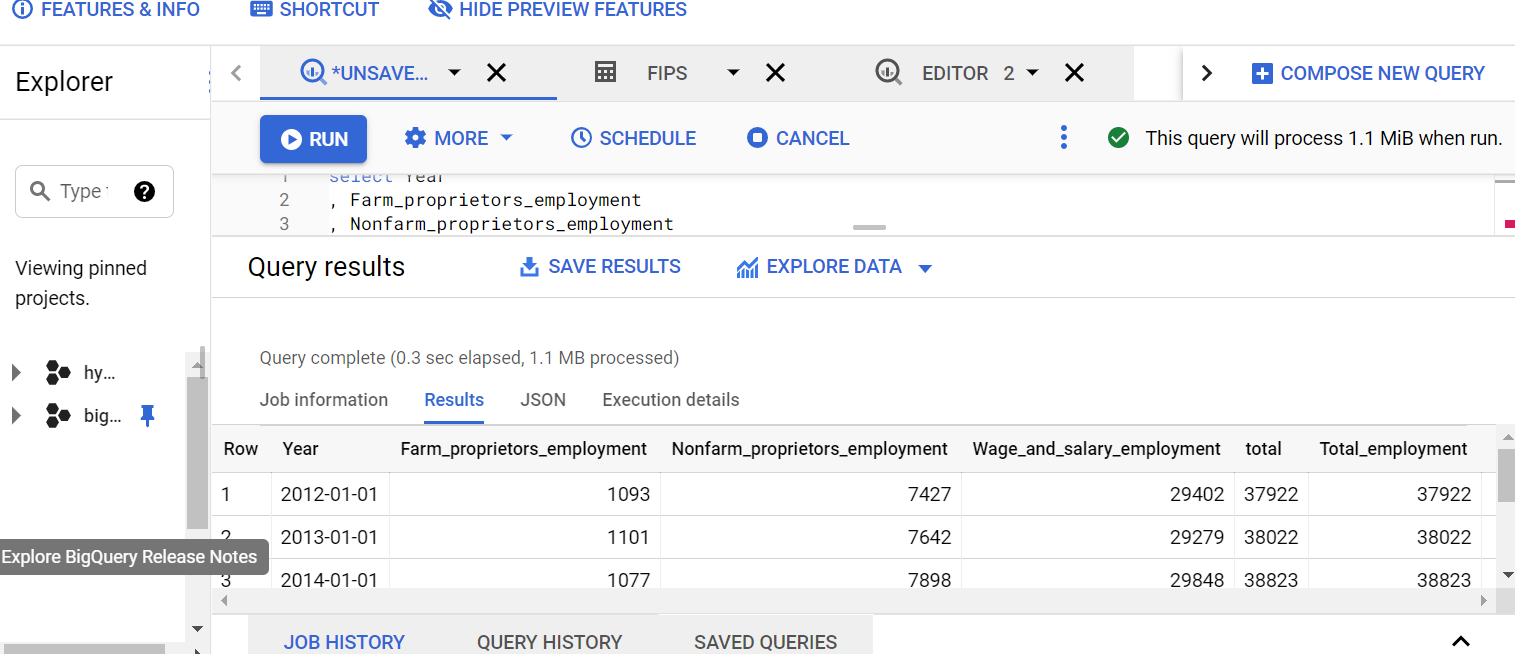 FEATURES & INFO SHORTCUT HIDE PREVIEW FEATURES
Explorer
*UNSAVE... FIPS EDITOR 2 COMPOSE NEW QUERY
RUN MORE SCHEDULE CANCEL This query will process 1.1 MiB when run.
Type ?
1 select Year
2 , Farm_proprietors_employment
3 , Nonfarm_proprietors_employment
Viewing pinned
projects.
hy...
big...
Explore BigQuery Release Notes
Query results SAVE RESULTS EXPLORE DATA
Query complete (0.3 sec elapsed, 1.1 MB processed)
Job information Results JSON Execution details
Row Year Farm_proprietors_employment Nonfarm_proprietors_employment Wage_and_salary_employment total Total_employment
1 2012-01-01 1093 7427 29402 37922 37922
2 2013-01-01 1101 7642 29279 38022 38022
3 2014-01-01 1077 7898 29848 38823 38823
JOB HISTORY QUERY HISTORY SAVED QUERIES